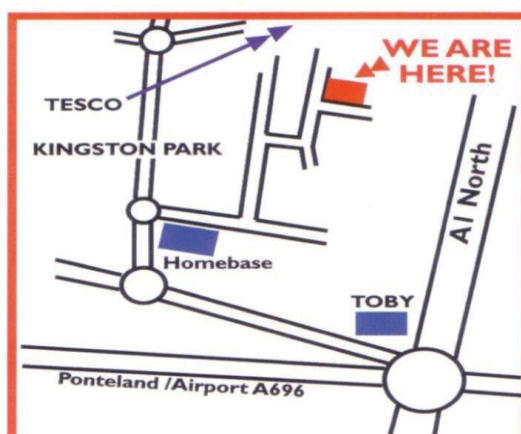 WE ARE
HERE!
TESCO
KINGSTON PARK
A1 North
Homebase
TOBY
Ponteland /Airport A696